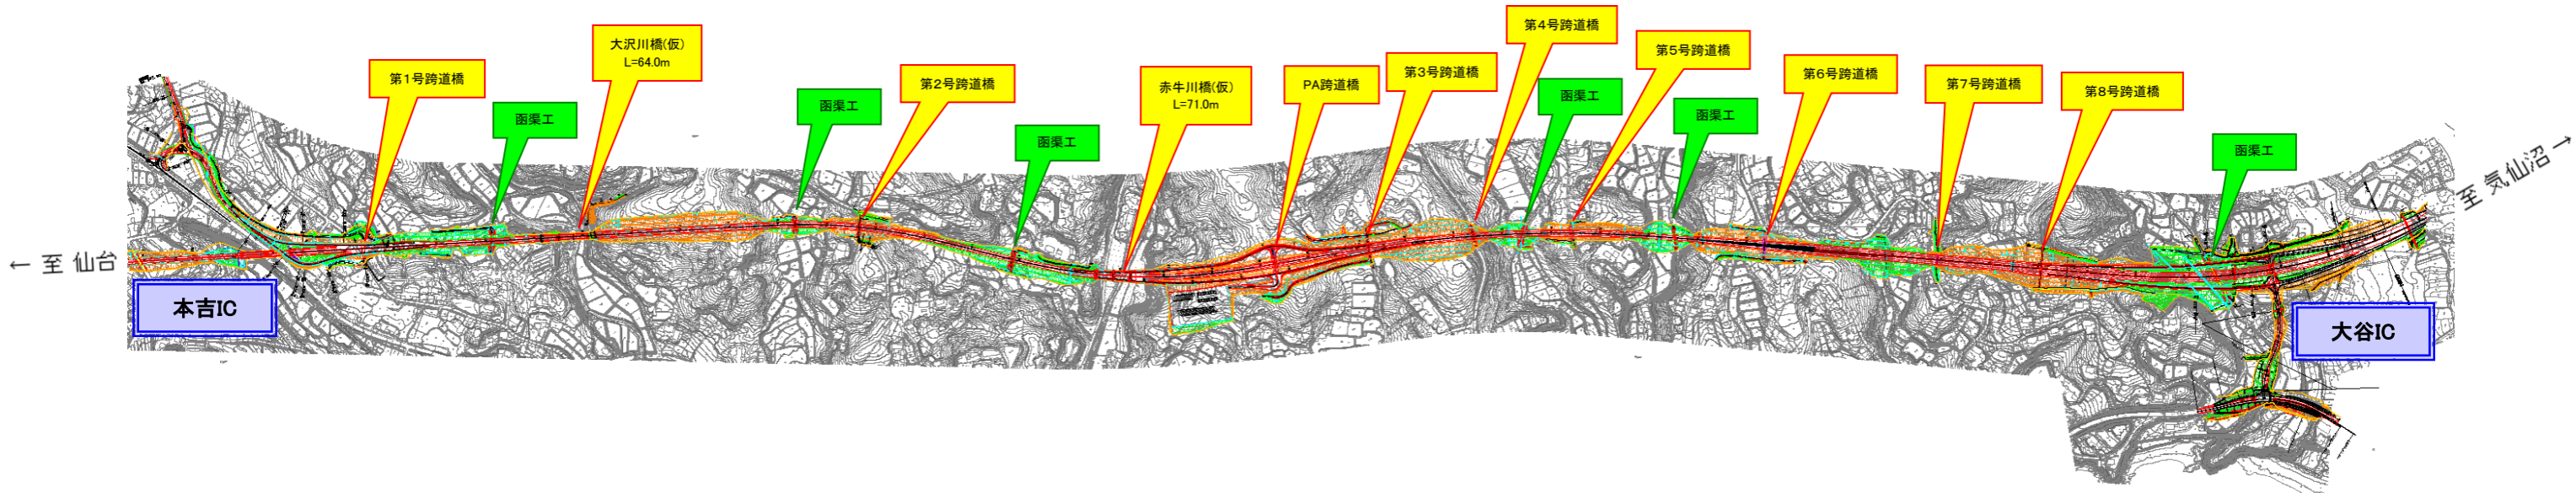 第1号跨道橋
函渠工
大沢川橋(仮)
L=64.0m
函渠工
第2号跨道橋
函渠工
赤牛川橋(仮)
L=71.0m
PA跨道橋
第3号跨道橋
第4号跨道橋
函渠工
第5号跨道橋
函渠工
第6号跨道橋
第7号跨道橋
第8号跨道橋
函渠工
← 至 仙台
至 気仙沼 →
本吉IC
大谷IC